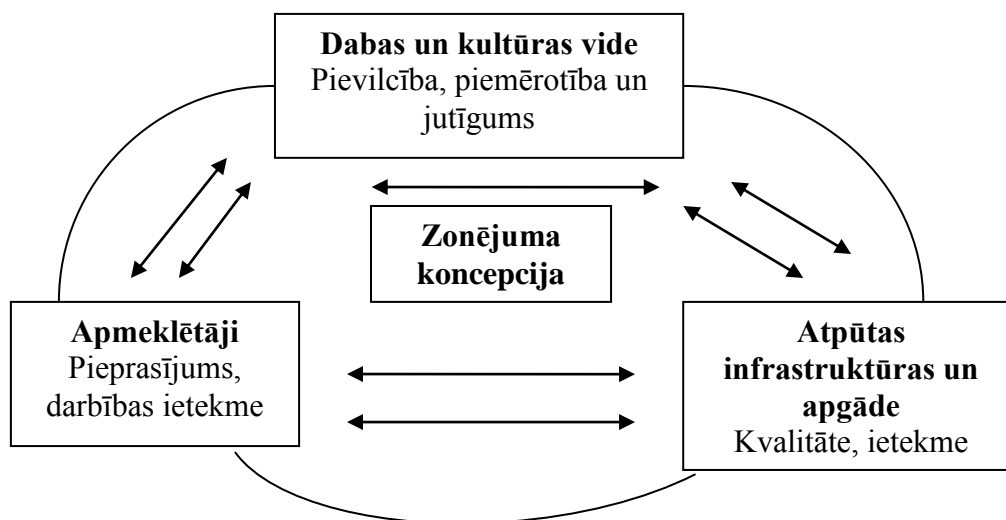 Dabas un kultūras vide
Pievilcība, piemērotība un
jutīgums
Zonējuma
koncepcija
Apmeklētāji
Pieprasījums,
darbības ietekme
Atpūtas
infrastruktūras un
apgāde
Kvalitāte, ietekme